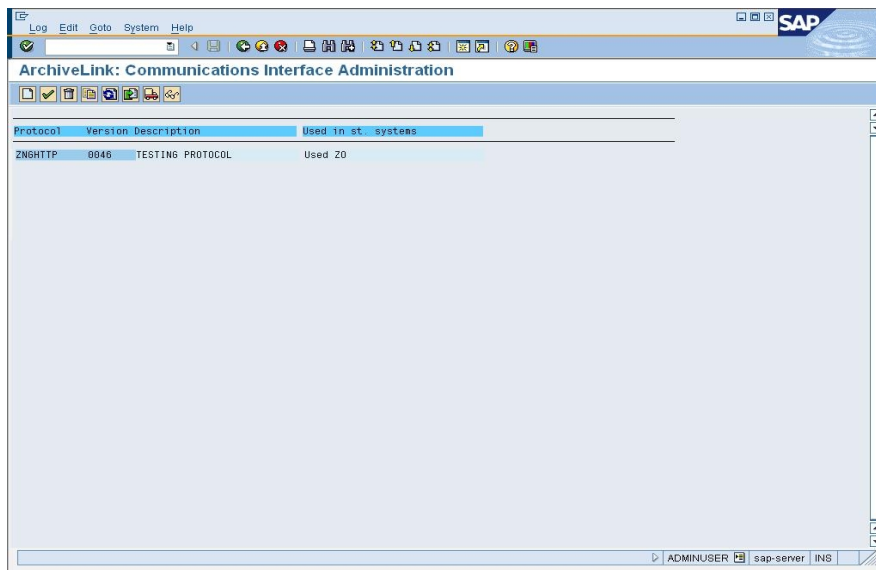 Log Edit Goto System Help
SAP
ArchiveLink: Communications Interface Administration
Protocol Version Description Used in st. systems
ZNGHTTP 0046 TESTING PROTOCOL Used ZO
ADMINUSER sap-server INS